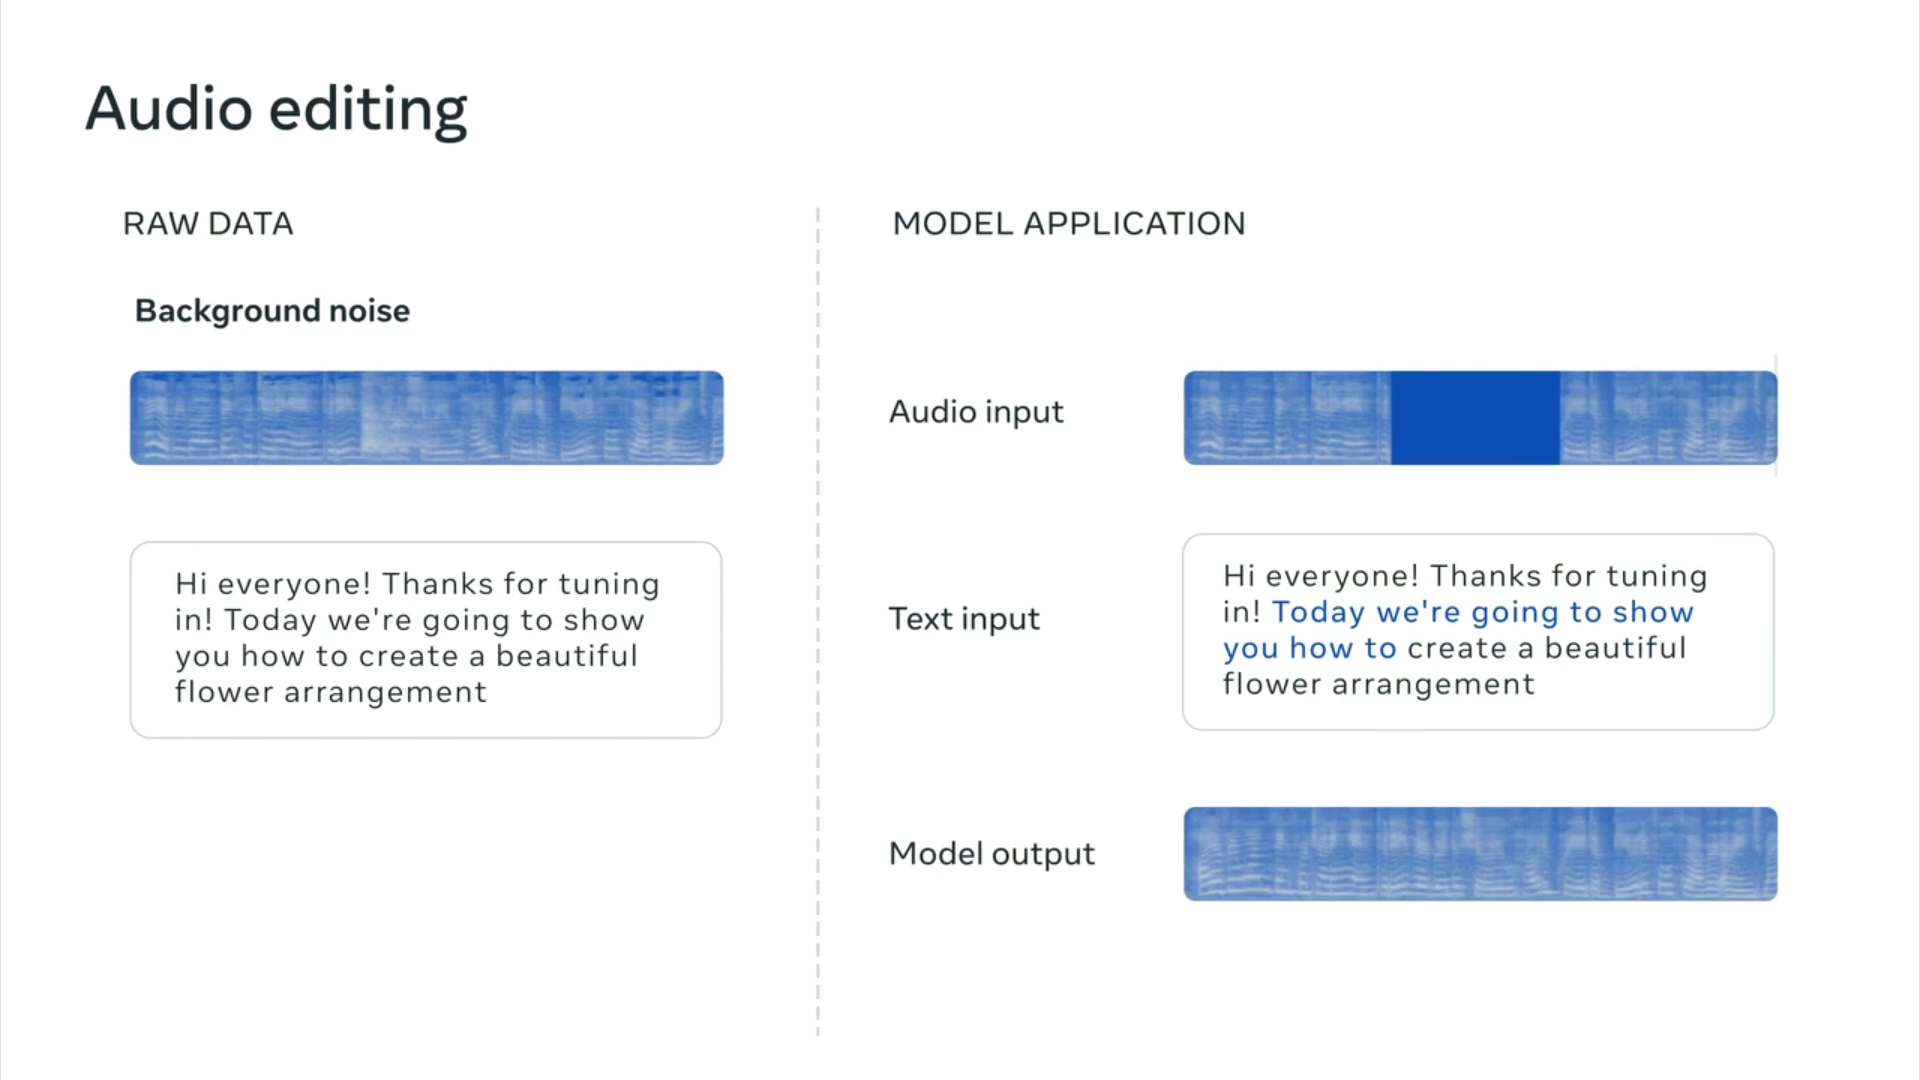 Audio editing
RAW DATA
Background noise
Hi everyone! Thanks for tuning
in! Today we're going to show
you how to create a beautiful
flower arrangement
MODEL APPLICATION
Audio input
Text input
Hi everyone! Thanks for tuning
in! Today we're going to show
you how to create a beautiful
flower arrangement
Model output